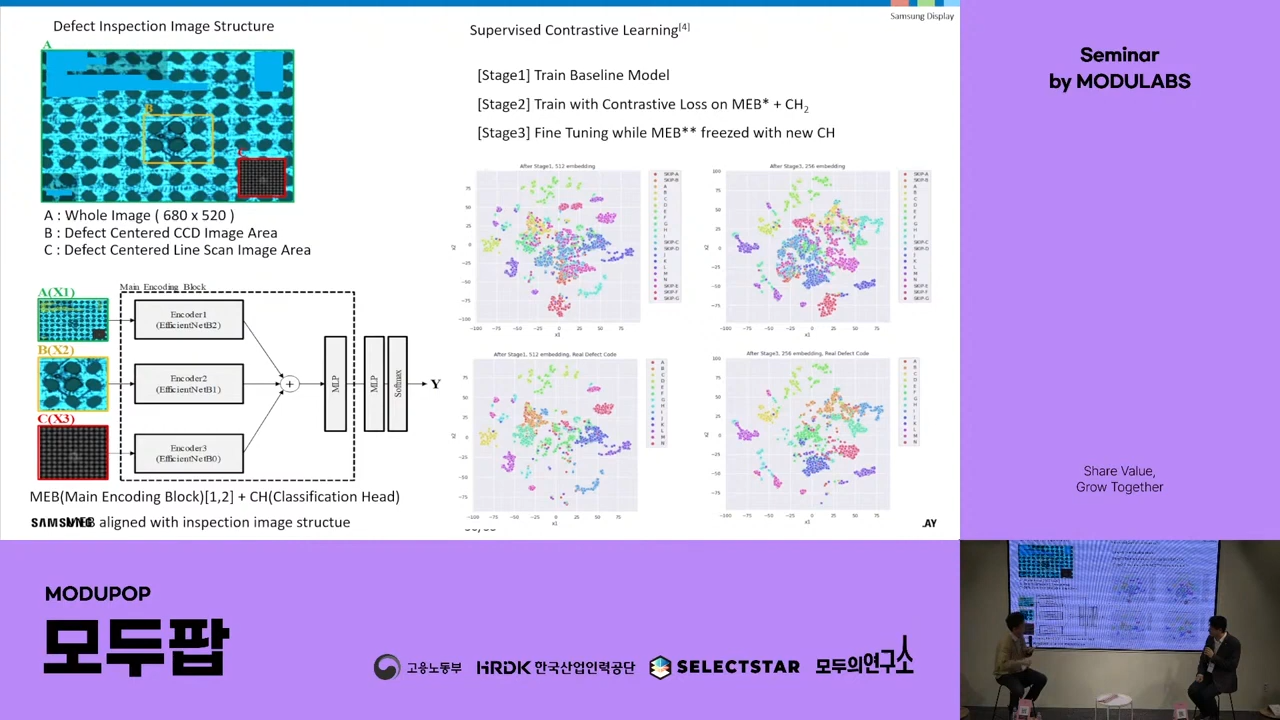 Samsung Display
Defect Inspection Image Structure
A
B
A : Whole Image ( 680 x 520 )
B : Defect Centered CCD Image Area
C : Defect Centered Line Scan Image Area
Main Encoding Block
A(X1)
Encoder1
(EfficientNetB2)
B(X2)
Encoder2
(EfficientNetB1)
+
MLP
MLP
Softmax
Y
C(X3)
Encoder3
(EfficientNetB0)
MEB(Main Encoding Block)[1,2] + CH(Classification Head)
SAMSUNG
MEB aligned with inspection image structue
Supervised Contrastive Learning[4]
[Stage1] Train Baseline Model
[Stage2] Train with Contrastive Loss on MEB* + CH2
[Stage3] Fine Tuning while MEB** freezed with new CH
After Stage1, 512 embedding
After Stage3, 256 embedding
After Stage1, 512 embedding, Real Defect Code
After Stage3, 256 embedding, Real Defect Code
.AY
Seminar
by MODULABS
Share Value,
Grow Together
MODUPOP
모두팝
고용노동부
HRDK 한국산업인력공단
SELECTSTAR
모두의연구소